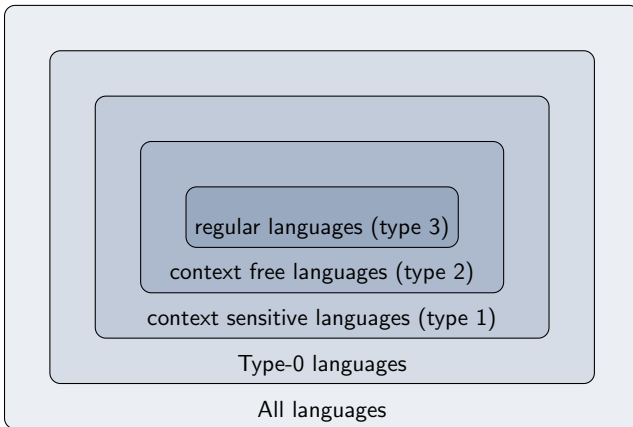 regular languages (type 3)
context free languages (type 2)
context sensitive languages (type 1)
Type-0 languages
All languages